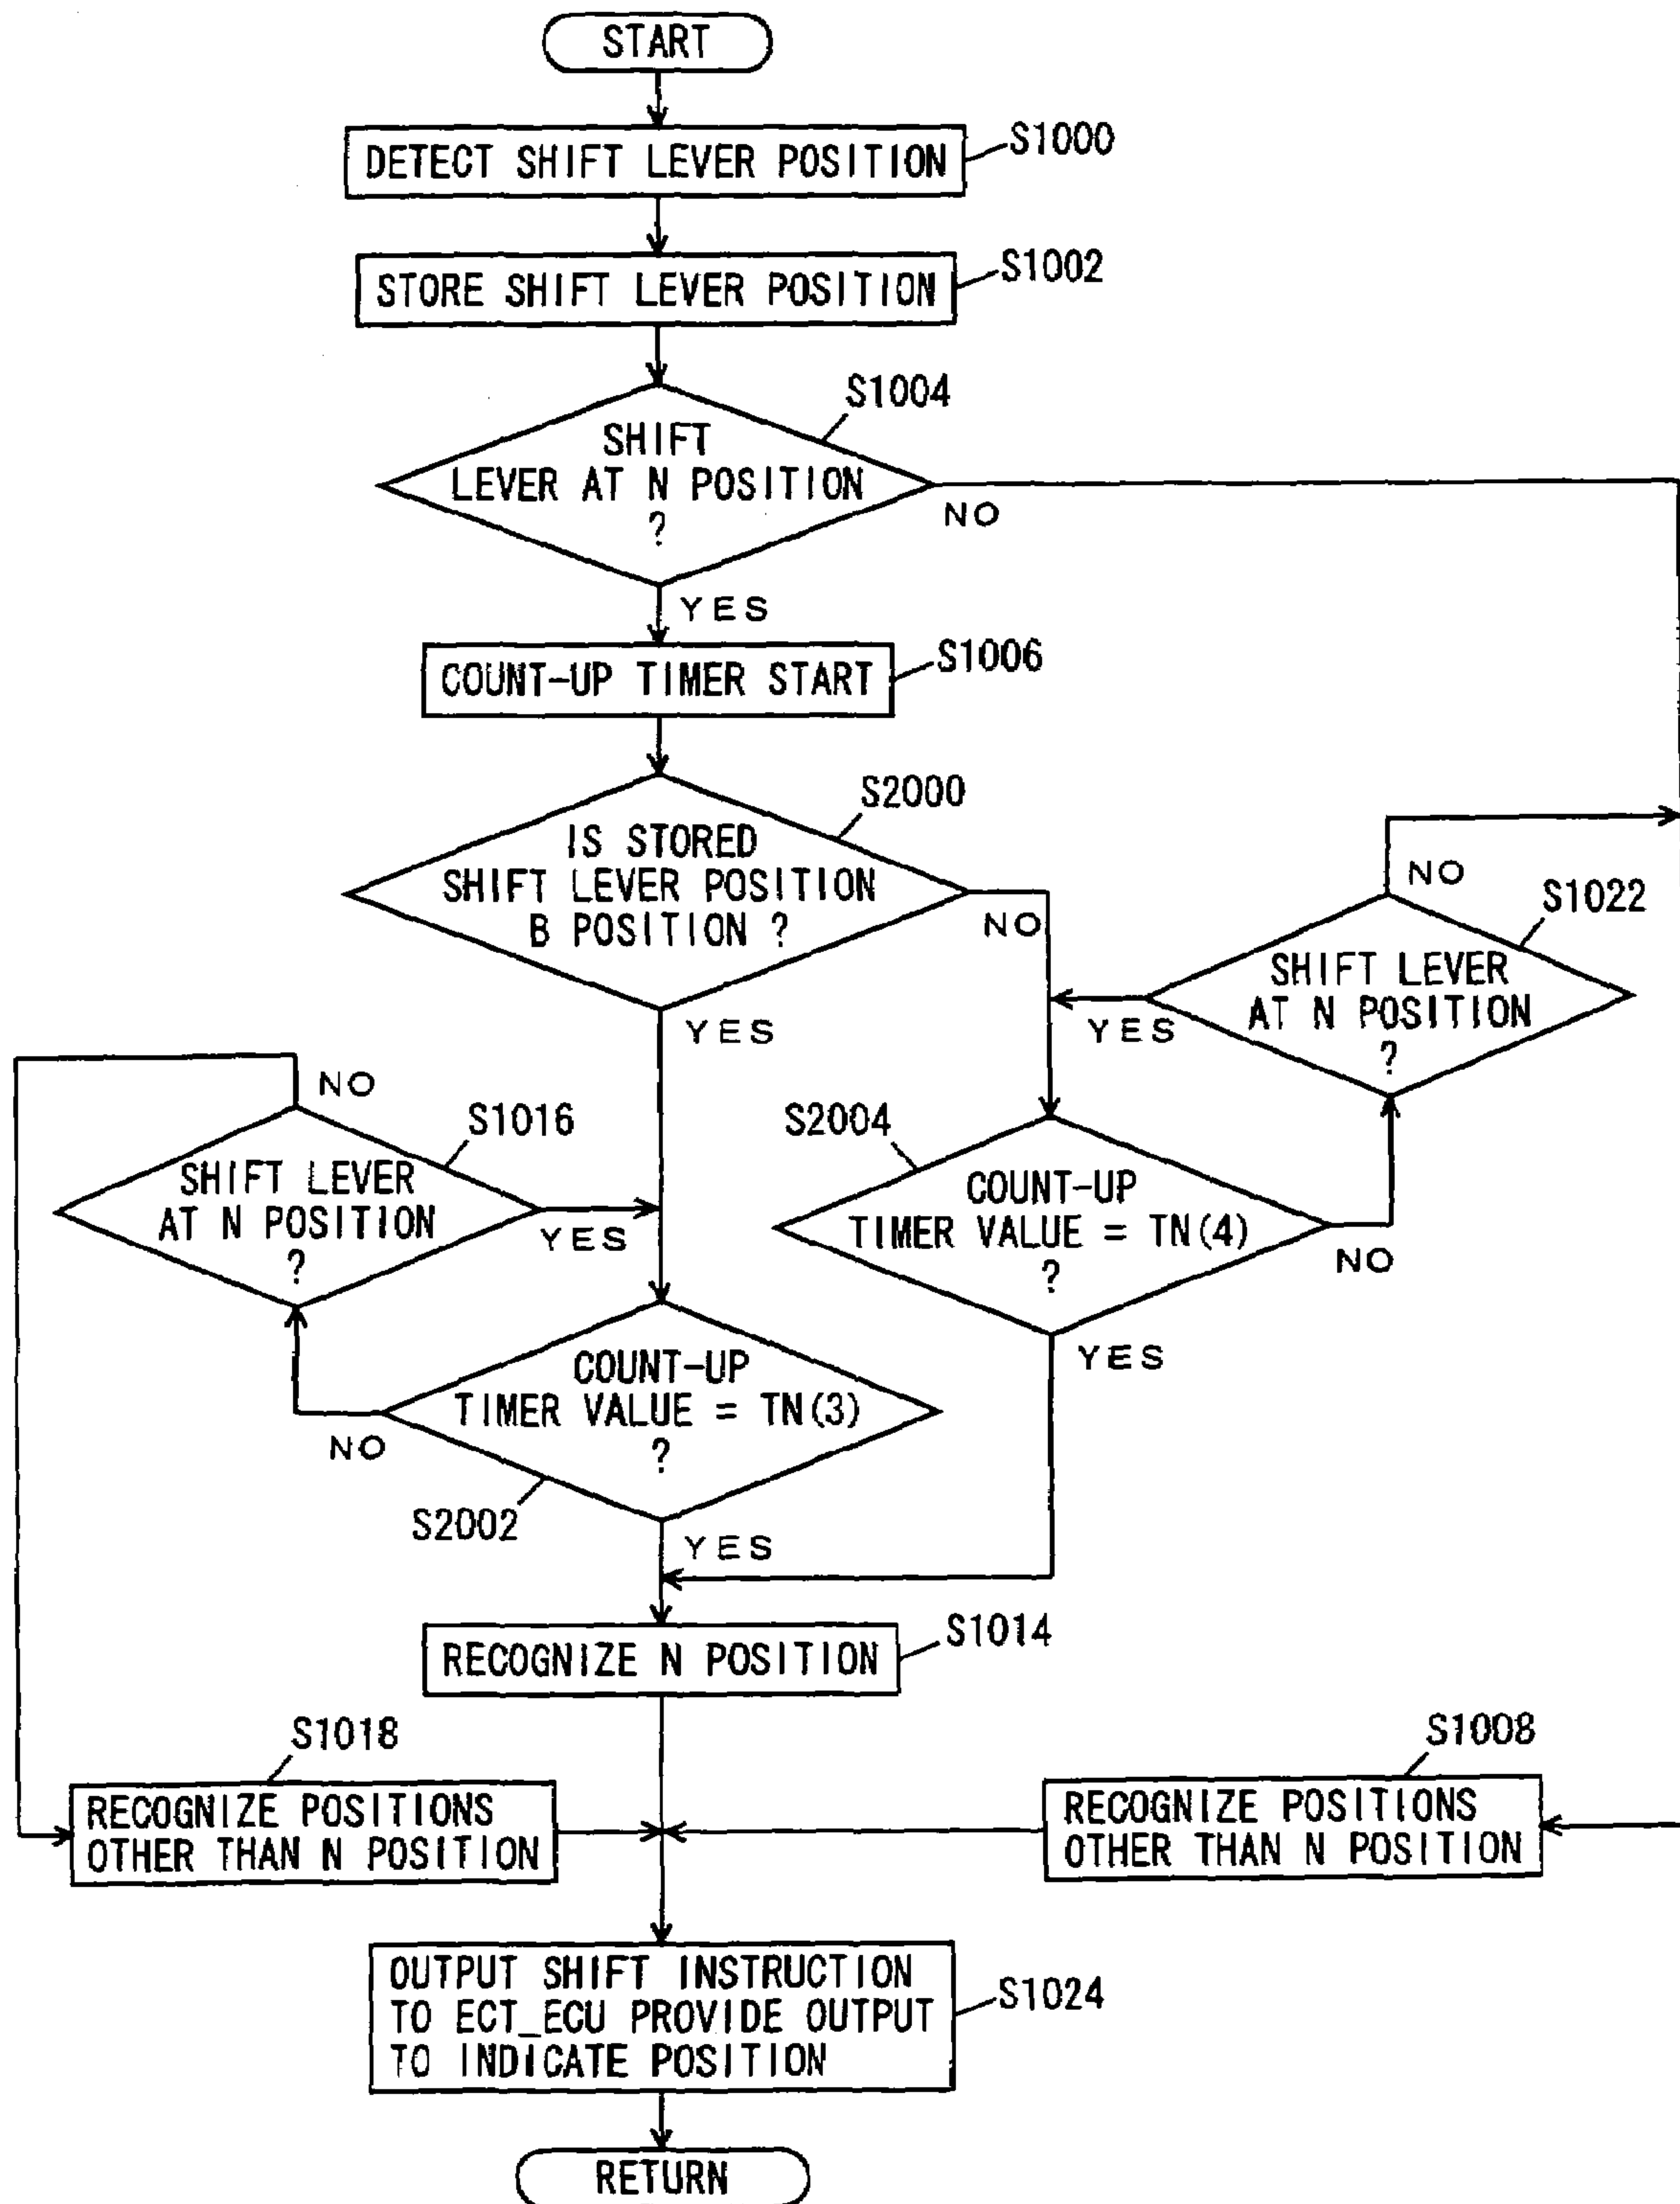 START
DETECT SHIFT LEVER POSITION
S1000
STORE SHIFT LEVER POSITION
S1002
S1004
SHIFT
LEVER AT N POSITION
?
NO
YES
COUNT-UP TIMER START
S1006
S2000
IS STORED
SHIFT LEVER POSITION
B POSITION ?
NO
YES
NO
S1022
SHIFT LEVER
AT N POSITION
?
YES
NO
S1016
SHIFT LEVER
AT N POSITION
?
YES
S2004
COUNT-UP
TIMER VALUE = TN(4)
?
NO
YES
COUNT-UP
TIMER VALUE = TN(3)
?
NO
S2002
YES
RECOGNIZE N POSITION
S1014
S1018
RECOGNIZE POSITIONS
OTHER THAN N POSITION
S1008
RECOGNIZE POSITIONS
OTHER THAN N POSITION
OUTPUT SHIFT INSTRUCTION
TO ECT_ECU PROVIDE OUTPUT
TO INDICATE POSITION
S1024
RETURN